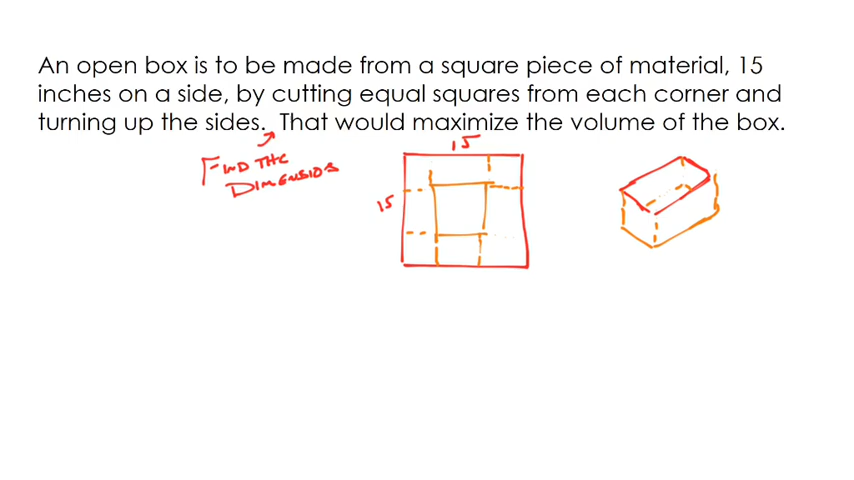 An open box is to be made from a square piece of material, 15
inches on a side, by cutting equal squares from each corner and
turning up the sides. That would maximize the volume of the box.
FIND THE
DIMENSIOS
15
15